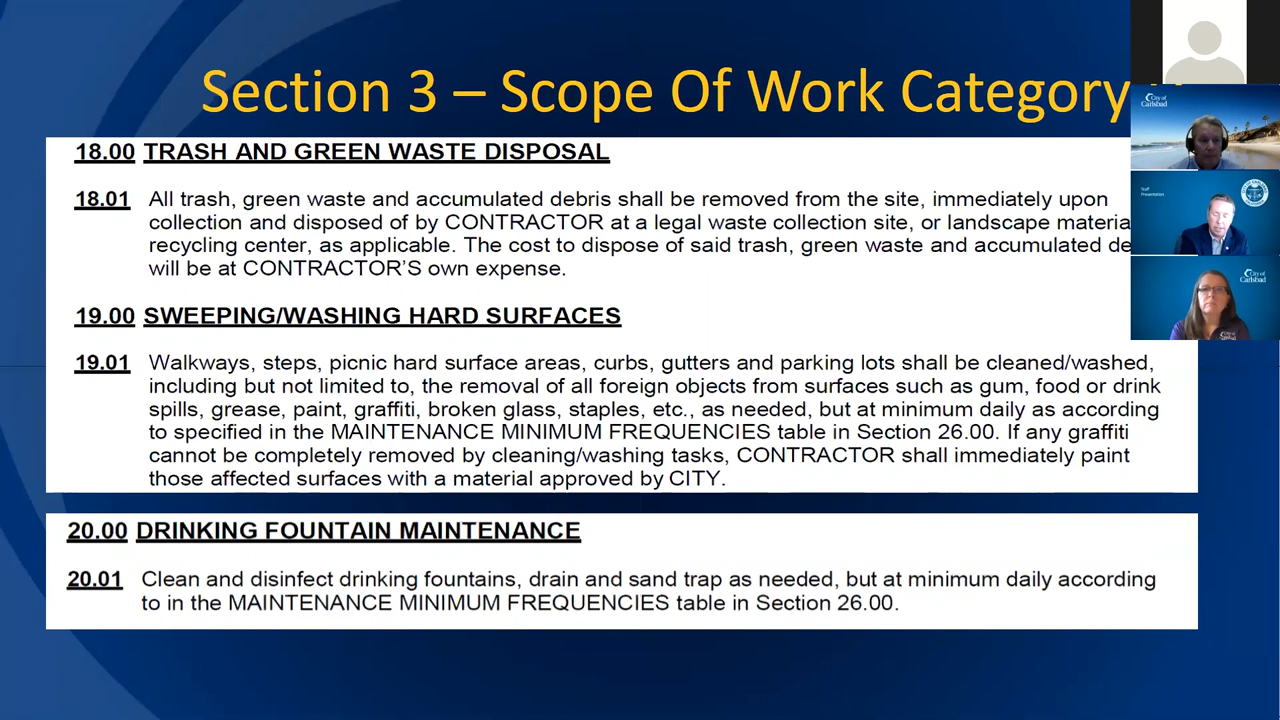 Section 3 – Scope Of Work Category
18.00 TRASH AND GREEN WASTE DISPOSAL
18.01 All trash, green waste and accumulated debris shall be removed from the site, immediately upon
collection and disposed of by CONTRACTOR at a legal waste collection site, or landscape
recycling center, as applicable. The cost to dispose of said trash, green waste and accumulated
will be at CONTRACTOR'S own expense.
19.00 SWEEPING/WASHING HARD SURFACES
19.01 Walkways, steps, picnic hard surface areas, curbs, gutters and parking lots shall be cleaned/washed,
including but not limited to, the removal of all foreign objects from surfaces such as gum, food or drink
spills, grease, paint, graffiti, broken glass, staples, etc., as needed, but at minimum daily as according
to specified in the MAINTENANCE MINIMUM FREQUENCIES table in Section 26.00. If any graffiti
cannot be completely removed by cleaning/washing tasks, CONTRACTOR shall immediately paint
those affected surfaces with a material approved by CITY.
20.00 DRINKING FOUNTAIN MAINTENANCE
20.01 Clean and disinfect drinking fountains, drain and sand trap as needed, but at minimum daily according
to in the MAINTENANCE MINIMUM FREQUENCIES table in Section 26.00.
City of
Carlsbad
Staff
Presentation
City of
Carlsbad